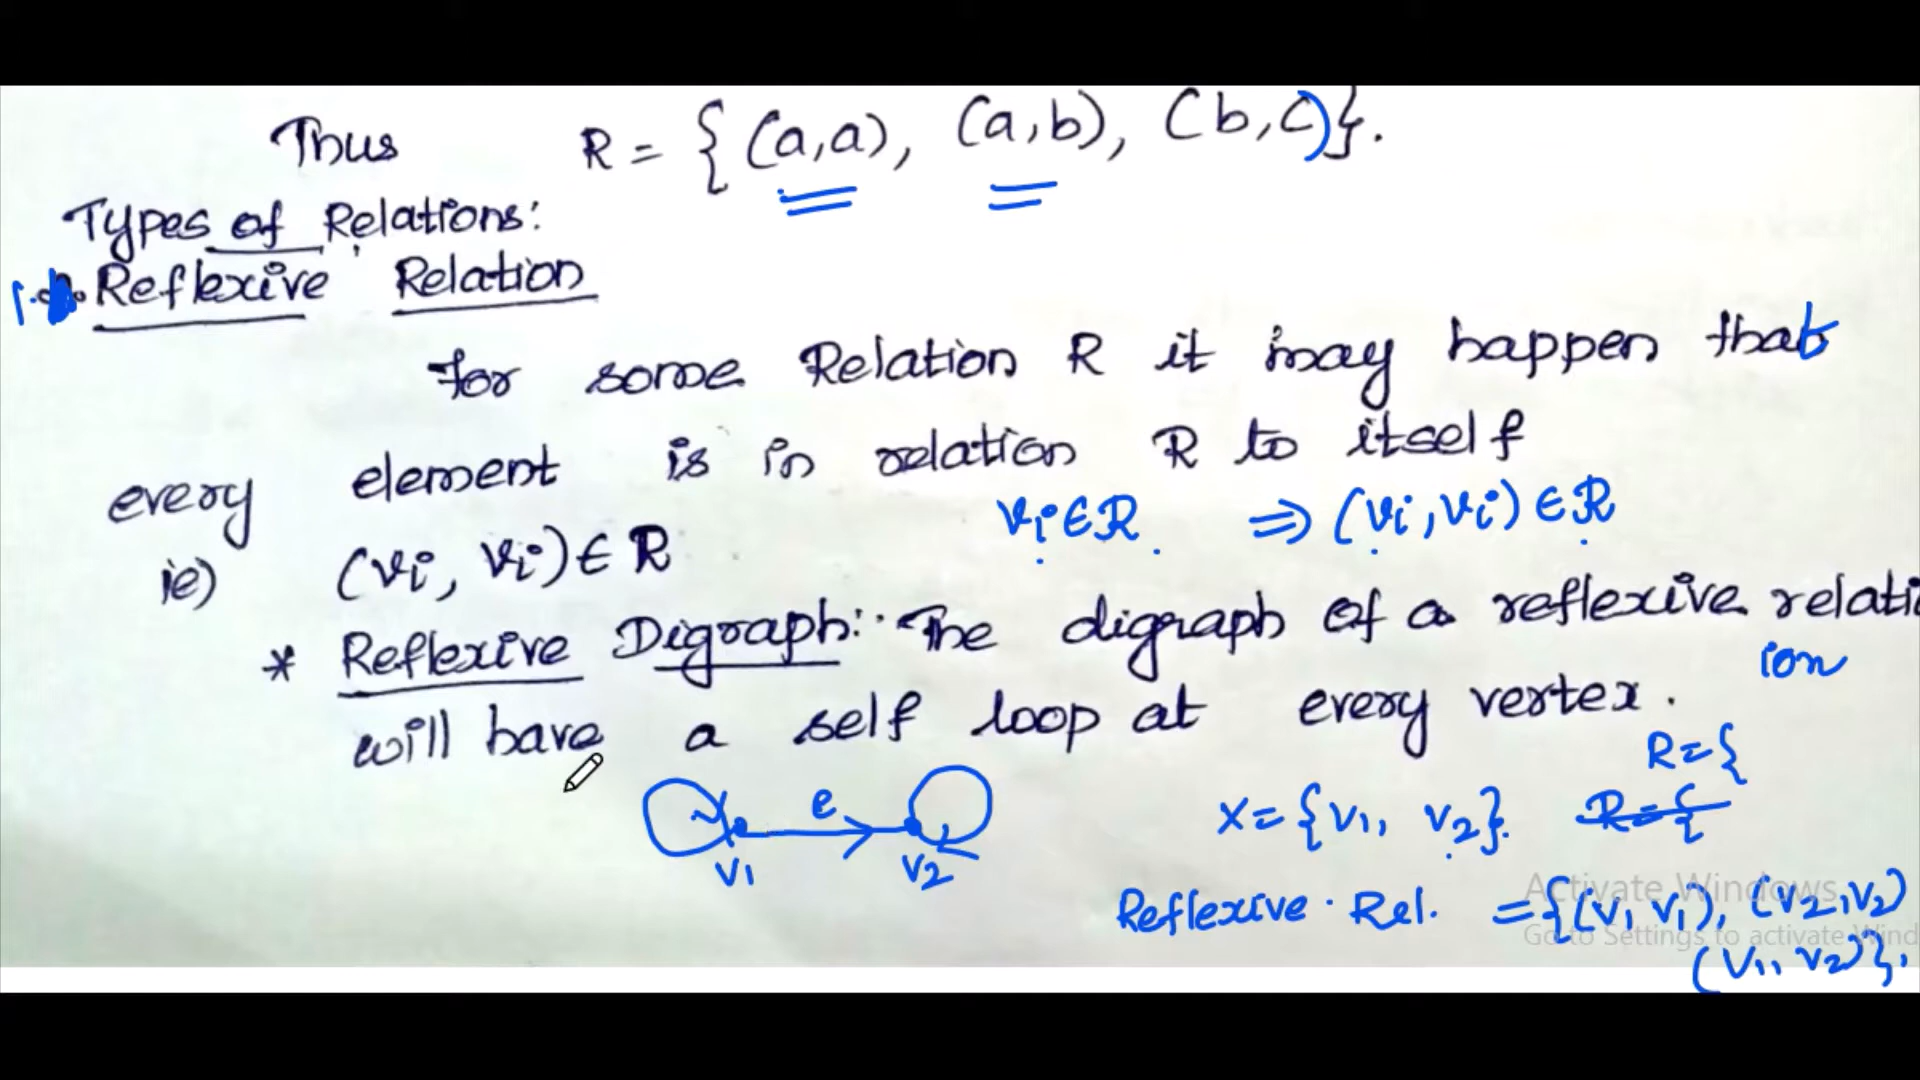 Thus R = {(a,a), (a,b), (b,c)}.
Types of Relations:
1. Reflexive Relation
For some Relation R it may happen that
every element is in relation R to itself
vi ∈ R ⇒ (vi, vi) ∈ R
ie) (vi, vi) ∈ R
* Reflexive Digraph: The digraph of a reflexive relati
ion
will have a self loop at every vertex.
R = {
e
X = {v1, v2}. R = {
v1 v2
Activate Windows
Reflexive Rel. = {(v1 v1), (v2, v2)
Go to Settings to activate Wind
(v1, v2)}.